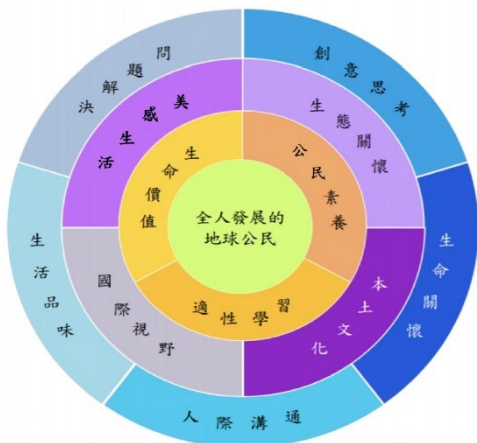 問題解決
創意思考
生命關懷
人際溝通
生活品味
美感生活
生態關懷
本土文化
國際視野
生命價值
公民素養
適性學習
全人發展的
地球公民